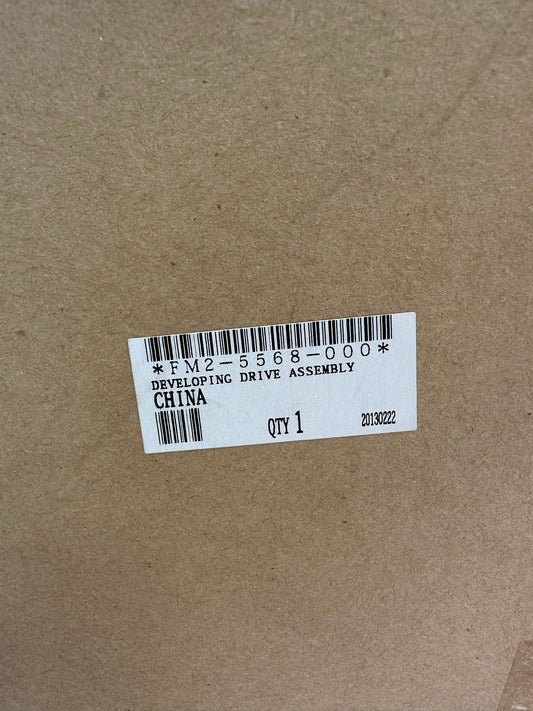 *FM2-5568-000*
DEVELOPING DRIVE ASSEMBLY
CHINA
QTY 1
20130222